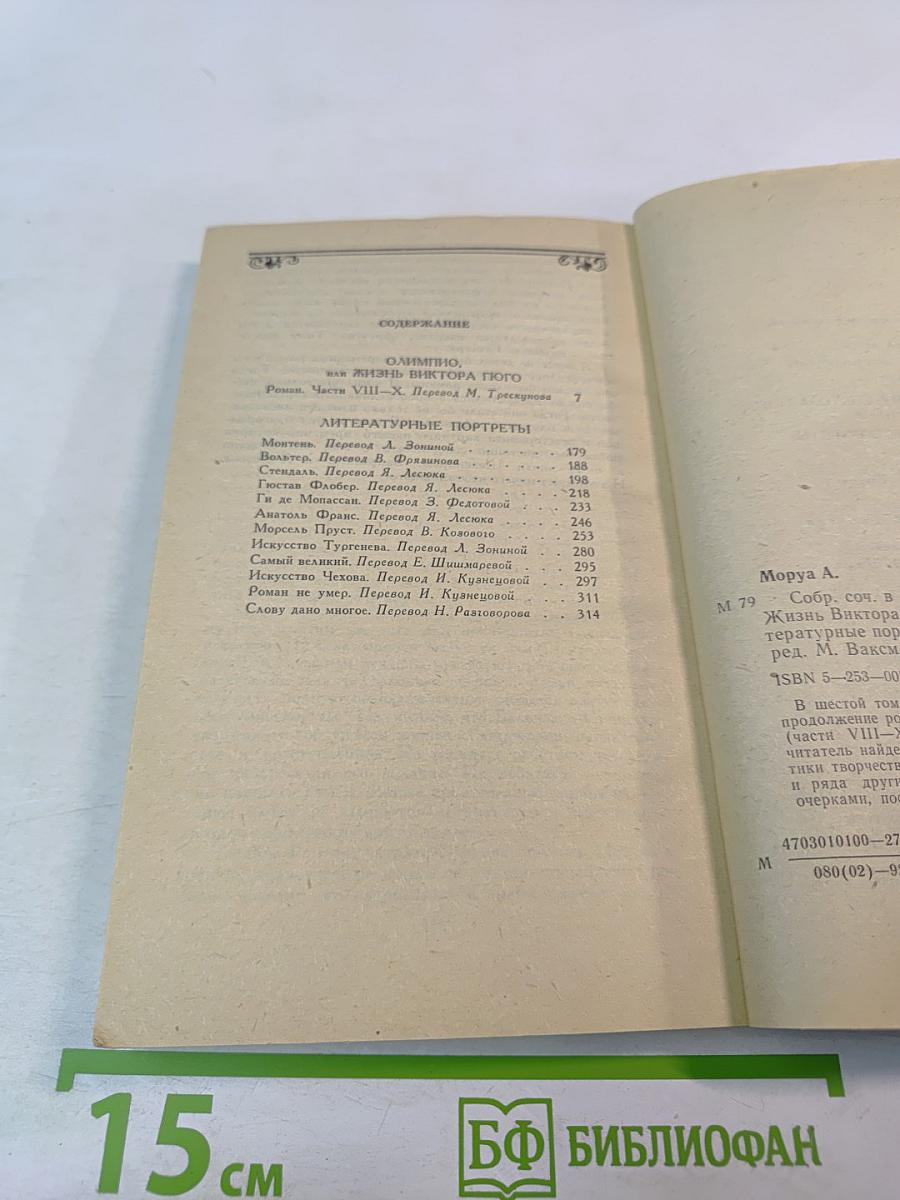 СОДЕРЖАНИЕ
ОЛИМПИО,
или ЖИЗНЬ ВИКТОРА ГЮГО
Роман. Части VIII—X. Перевод М. Трескунова 7
ЛИТЕРАТУРНЫЕ ПОРТРЕТЫ
Монтень. Перевод Л. Зониной . . . . . . . 179
Вольтер. Перевод В. Фрязинова . . . . . . 188
Стендаль. Перевод Я. Лесюка . . . . . . . 198
Гюстав Флобер. Перевод Я. Лесюка . . . . 218
Ги де Мопассан. Перевод З. Федотовой . . . 233
Анатоль Франс. Перевод Я. Лесюка . . . . 246
Морсель Пруст. Перевод В. Козового . . . . 253
Искусство Тургенева. Перевод Л. Зониной . . 280
Самый великий. Перевод Е. Шишмаревой . . 295
Искусство Чехова. Перевод И. Кузнецовой . . 297
Роман не умер. Перевод И. Кузнецовой . . . 311
Слову дано многое. Перевод Н. Разговорова . . 314
Моруа А.
М 79 Собр. соч. в
Жизнь Виктора
тературные пор
ред. М. Ваксм
ISBN 5—253—00
В шестой том
продолжение ро
(части VIII—X
читатель найде
тики творчеств
и ряда други
очерками, пос
4703010100—27
М
080(02)—9
15 см
БФ БИБЛИОФАН